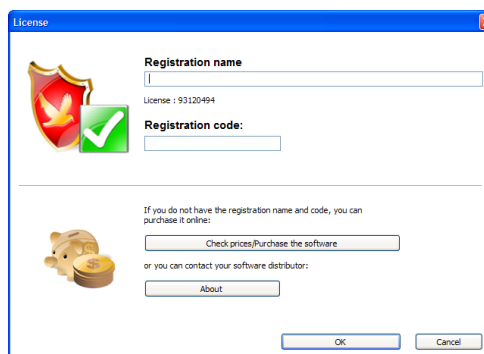 License
Registration name
License : 93120494
Registration code:
If you do not have the registration name and code, you can
purchase it online:
Check prices/Purchase the software
or you can contact your software distributor:
About
OK
Cancel